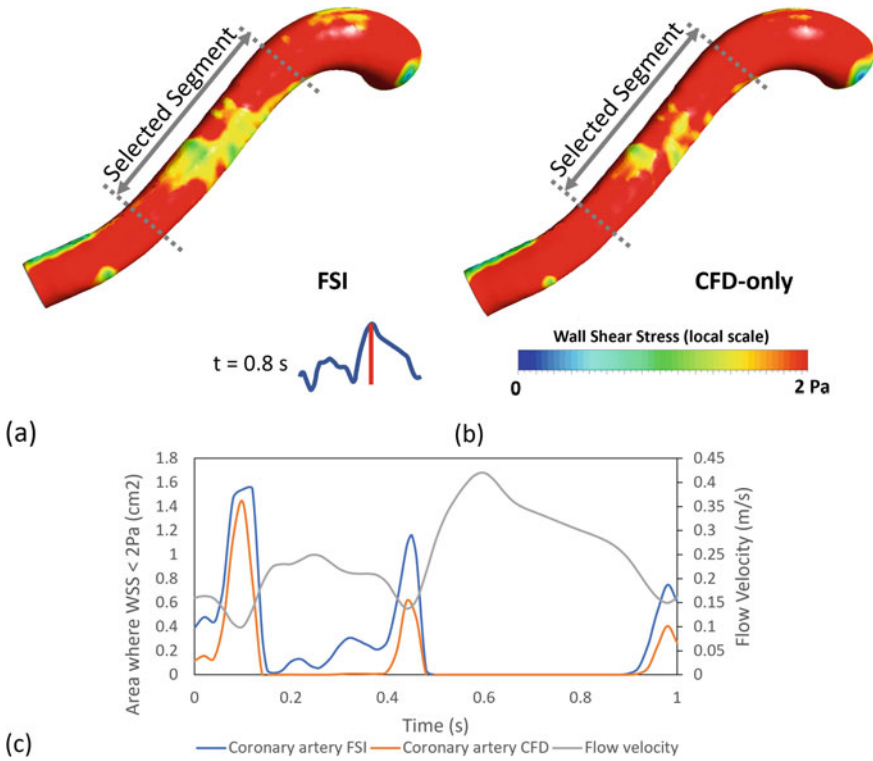 Selected Segment
Selected Segment
FSI
CFD-only
t = 0.8 s
Wall Shear Stress (local scale)
0
2 Pa
(a)
(b)
1.8
1.6
1.4
1.2
1
0.8
0.6
0.4
0.2
0
Area where WSS < 2Pa (cm2)
0.45
0.4
0.35
0.3
0.25
0.2
0.15
0.1
0.05
0
Flow Velocity (m/s)
0 0.2 0.4 0.6 0.8 1
Time (s)
(c)
Coronary artery FSI Coronary artery CFD Flow velocity